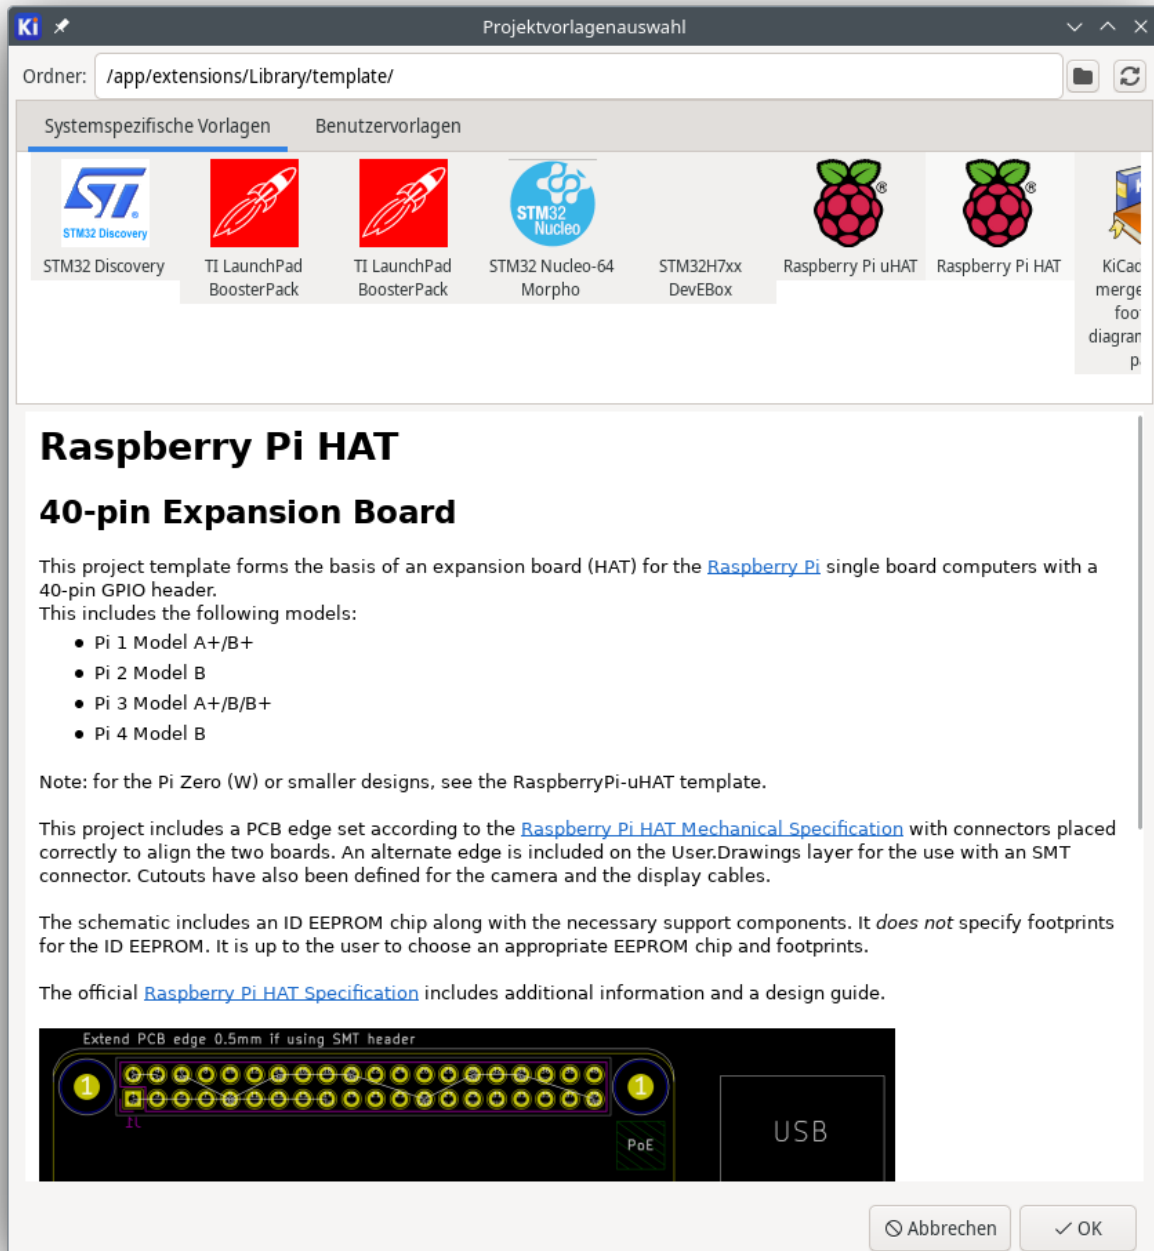 Ki
Projektvorlagenauswahl
Ordner: /app/extensions/Library/template/
Systemspezifische Vorlagen Benutzervorlagen
ST
STM32 Discovery
STM32 Nucleo
STM32 Discovery
TI LaunchPad BoosterPack
TI LaunchPad BoosterPack
STM32 Nucleo-64 Morpho
STM32H7xx DevEBox
Raspberry Pi uHAT
Raspberry Pi HAT
KiCad
merge
foo
diagram
p
Raspberry Pi HAT
40-pin Expansion Board
This project template forms the basis of an expansion board (HAT) for the Raspberry Pi single board computers with a
40-pin GPIO header.
This includes the following models:
● Pi 1 Model A+/B+
● Pi 2 Model B
● Pi 3 Model A+/B/B+
● Pi 4 Model B
Note: for the Pi Zero (W) or smaller designs, see the RaspberryPi-uHAT template.
This project includes a PCB edge set according to the Raspberry Pi HAT Mechanical Specification with connectors placed
correctly to align the two boards. An alternate edge is included on the User.Drawings layer for the use with an SMT
connector. Cutouts have also been defined for the camera and the display cables.
The schematic includes an ID EEPROM chip along with the necessary support components. It does not specify footprints
for the ID EEPROM. It is up to the user to choose an appropriate EEPROM chip and footprints.
The official Raspberry Pi HAT Specification includes additional information and a design guide.
Extend PCB edge 0.5mm if using SMT header
1 1
PoE
USB
Abbrechen OK